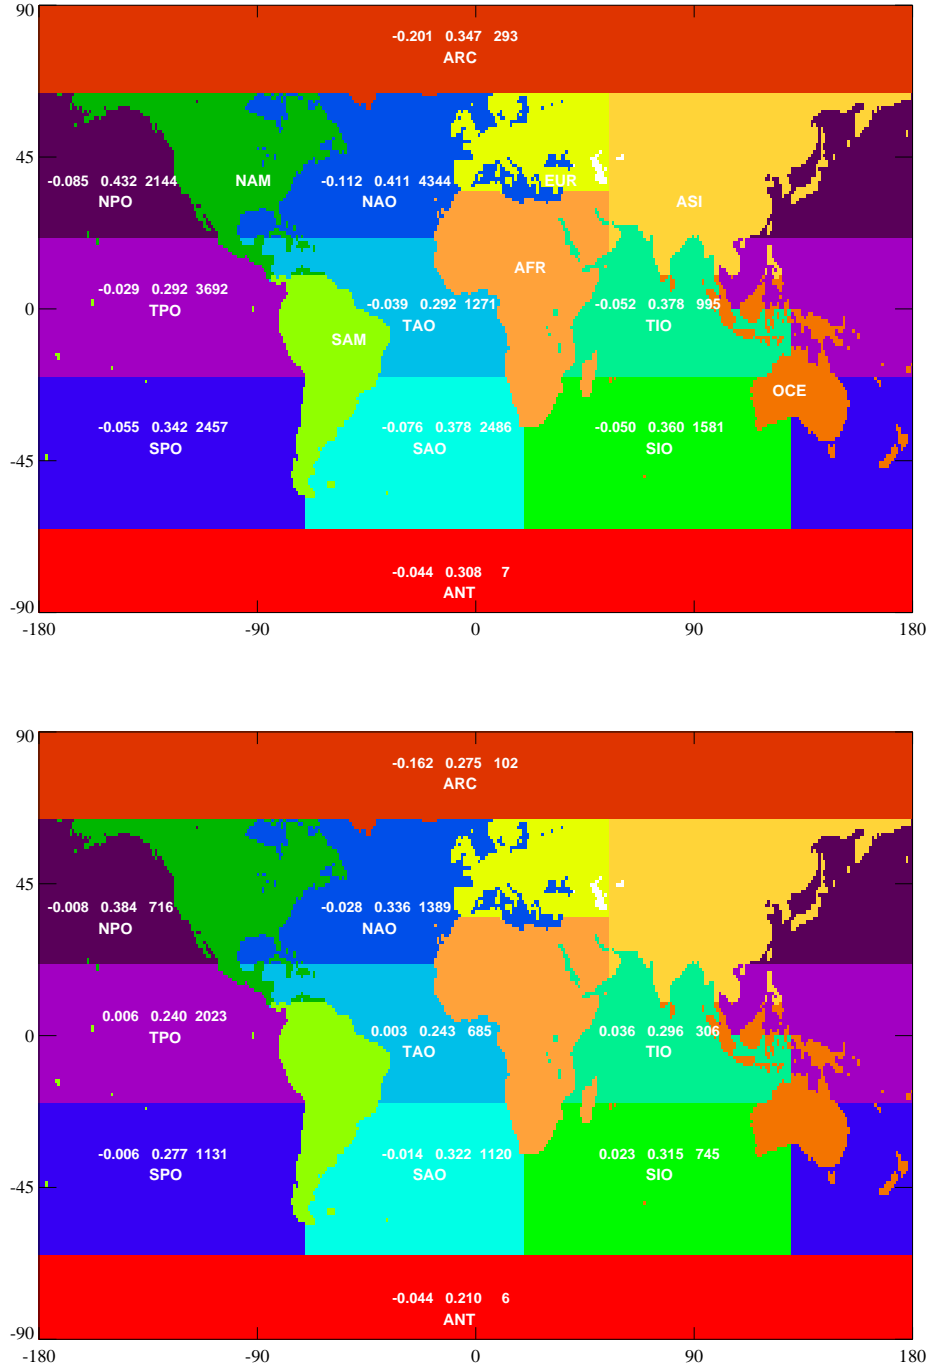 90
-0.201 0.347 293
ARC
45
-0.085 0.432 2144
NAM
-0.112 0.411 4344
EUR
NPO
NAO
ASI
AFR
-0.029 0.292 3692
-0.039 0.292 1271
-0.052 0.378 995
0
TPO
TAO
TIO
SAM
OCE
-0.055 0.342 2457
-0.076 0.378 2486
-0.050 0.360 1581
SPO
SAO
SIO
-45
-0.044 0.308 7
ANT
-90
-180 -90 0 90 180
90
-0.162 0.275 102
ARC
45
-0.008 0.384 716
-0.028 0.336 1389
NPO
NAO
0.006 0.240 2023
0.003 0.243 685
0.036 0.296 306
0
TPO
TAO
TIO
-0.006 0.277 1131
-0.014 0.322 1120
0.023 0.315 745
SPO
SAO
SIO
-45
-0.044 0.210 6
ANT
-90
-180 -90 0 90 180